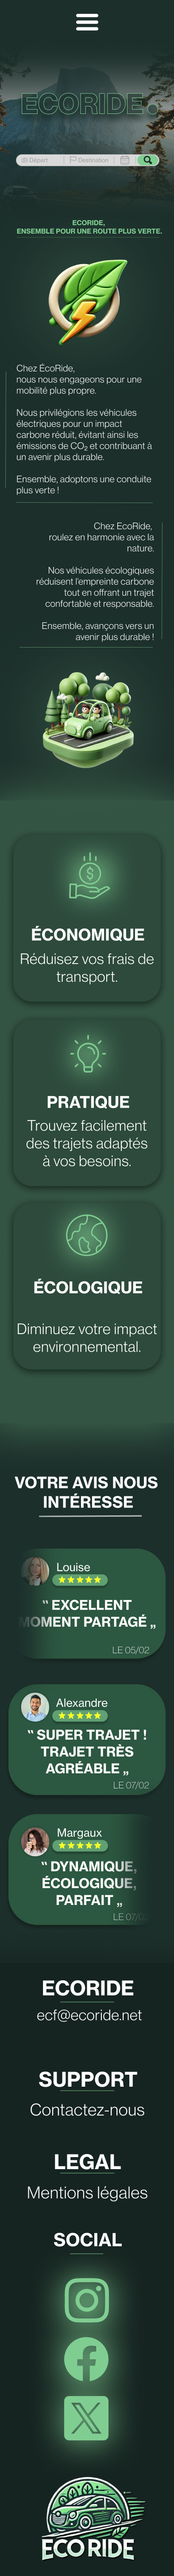 ECORIDE.
Départ
Destination
ECORIDE,
ENSEMBLE POUR UNE ROUTE PLUS VERTE.
Chez ÉcoRide,
nous nous engageons pour une
mobilité plus propre.
Nous privilégions les véhicules
électriques pour un impact
carbone réduit, évitant ainsi les
émissions de CO₂ et contribuant à
un avenir plus durable.
Ensemble, adoptons une conduite
plus verte !
Chez EcoRide,
roulez en harmonie avec la
nature.
Nos véhicules écologiques
réduisent l'empreinte carbone
tout en offrant un trajet
confortable et responsable.
Ensemble, avançons vers un
avenir plus durable !
$
ÉCONOMIQUE
Réduisez vos frais de
transport.
PRATIQUE
Trouvez facilement
des trajets adaptés
à vos besoins.
ÉCOLOGIQUE
Diminuez votre impact
environnemental.
VOTRE AVIS NOUS
INTÉRESSE
Louise
‟ EXCELLENT
MOMENT PARTAGÉ „
LE 05/02
Alexandre
‟ SUPER TRAJET !
TRAJET TRÈS
AGRÉABLE „
LE 07/02
Margaux
‟ DYNAMIQUE,
ÉCOLOGIQUE,
PARFAIT „
LE 07/02
ECORIDE
ecf@ecoride.net
SUPPORT
Contactez-nous
LEGAL
Mentions légales
SOCIAL
ECO RIDE